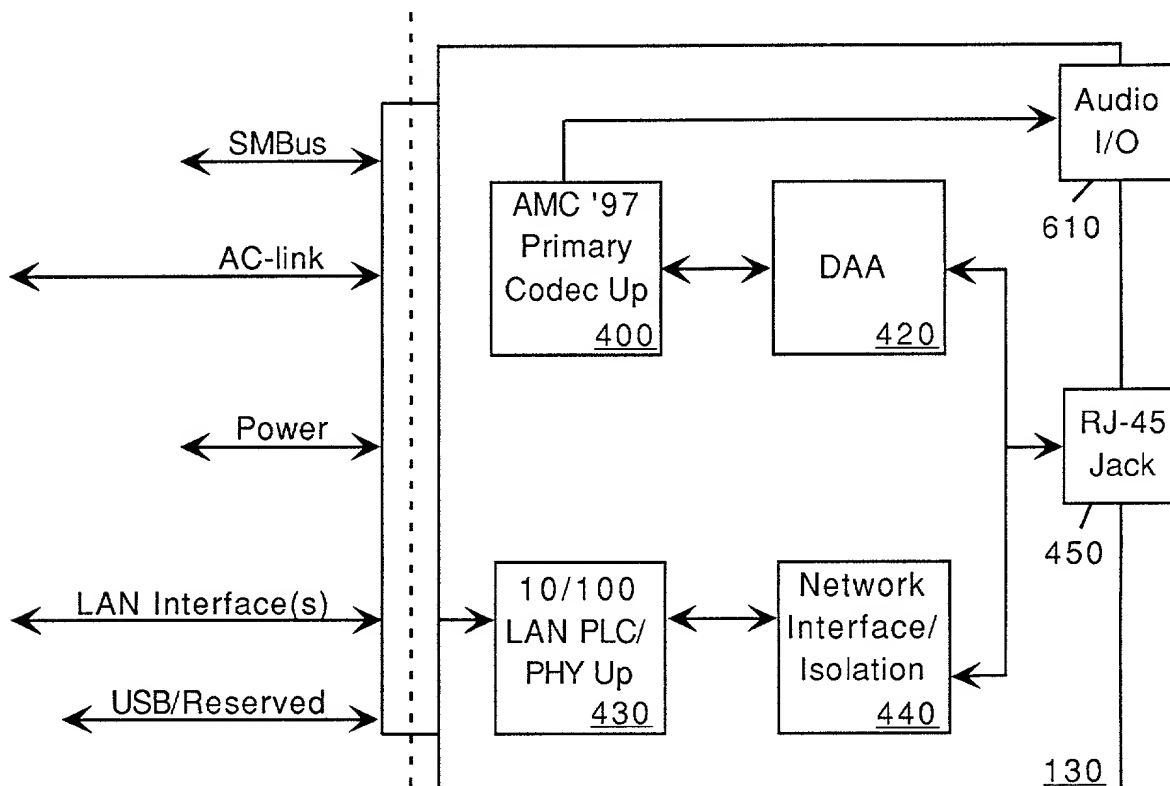 SMBus
AC-link
Power
LAN Interface(s)
USB/Reserved
AMC '97
Primary
Codec Up
400
DAA
420
Audio
I/O
610
RJ-45
Jack
450
10/100
LAN PLC/
PHY Up
430
Network
Interface/
Isolation
440
130